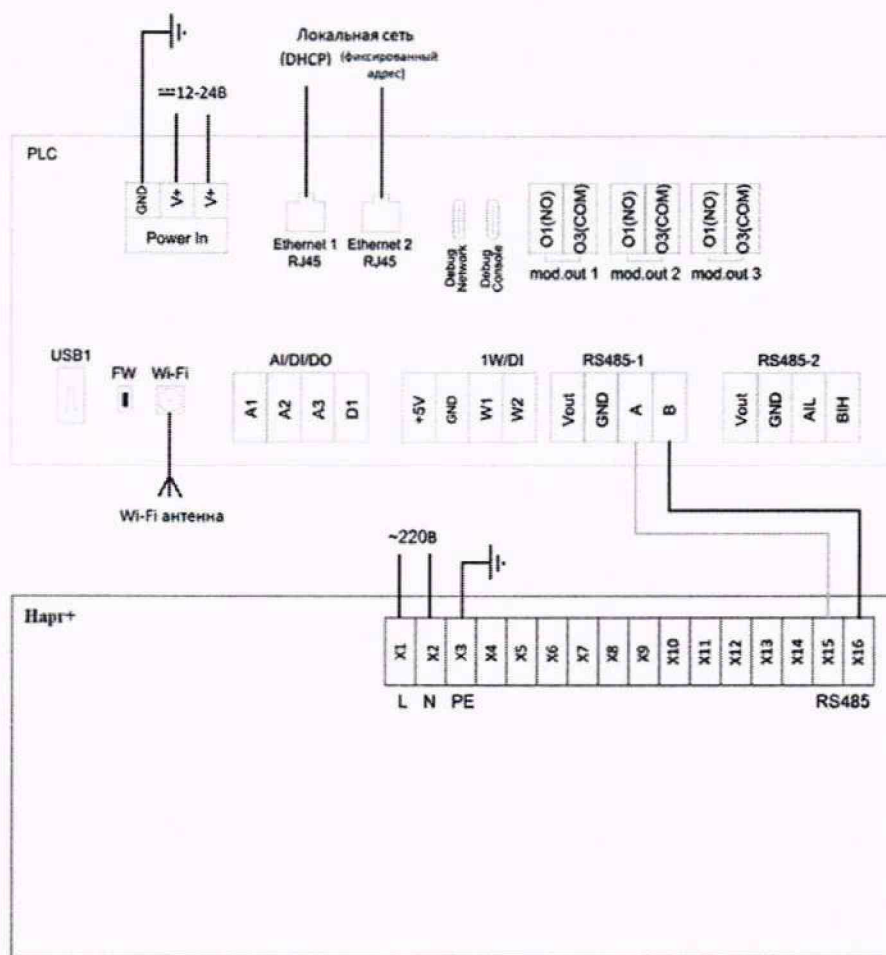 Локальная сеть
(DHCP) (фиксированный
адрес)
12-24В
PLC
GND
V+
V+
Power In
Ethernet 1
RJ45
Ethernet 2
RJ45
Debug
Network
Debug
Console
O1(NO)
O3(COM)
mod.out 1
O1(NO)
O3(COM)
mod.out 2
O1(NO)
O3(COM)
mod.out 3
USB1
FW
Wi-Fi
AI/DI/DO
A1
A2
A3
D1
1W/DI
+5V
GND
W1
W2
RS485-1
Vout
GND
A
B
RS485-2
Vout
GND
AIL
BIH
Wi-Fi антенна
~220В
Нарг+
X1
X2
X3
X4
X5
X6
X7
X8
X9
X10
X11
X12
X13
X14
X15
X16
L N PE
RS485